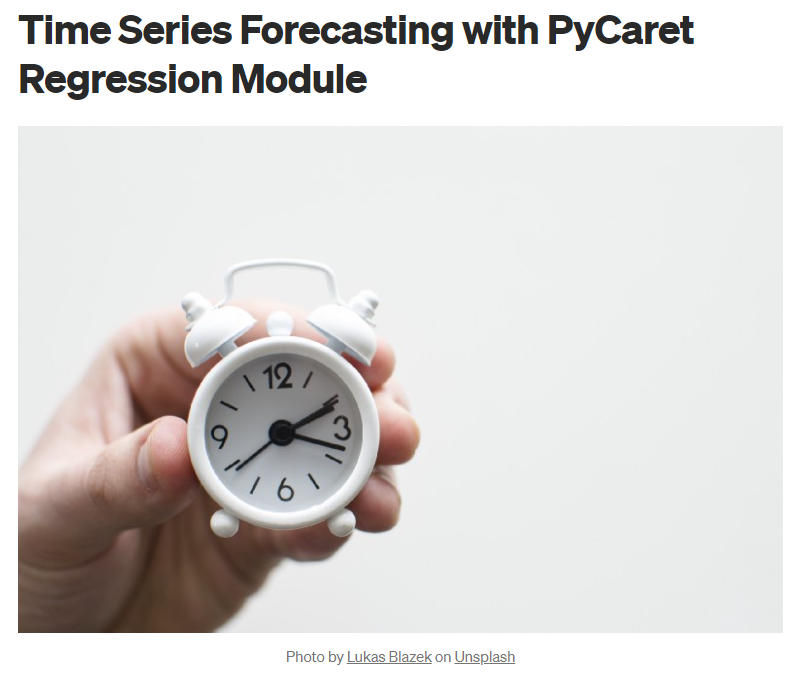 Time Series Forecasting with PyCaret
Regression Module
12
3
9
6
Photo by Lukas Blazek on Unsplash